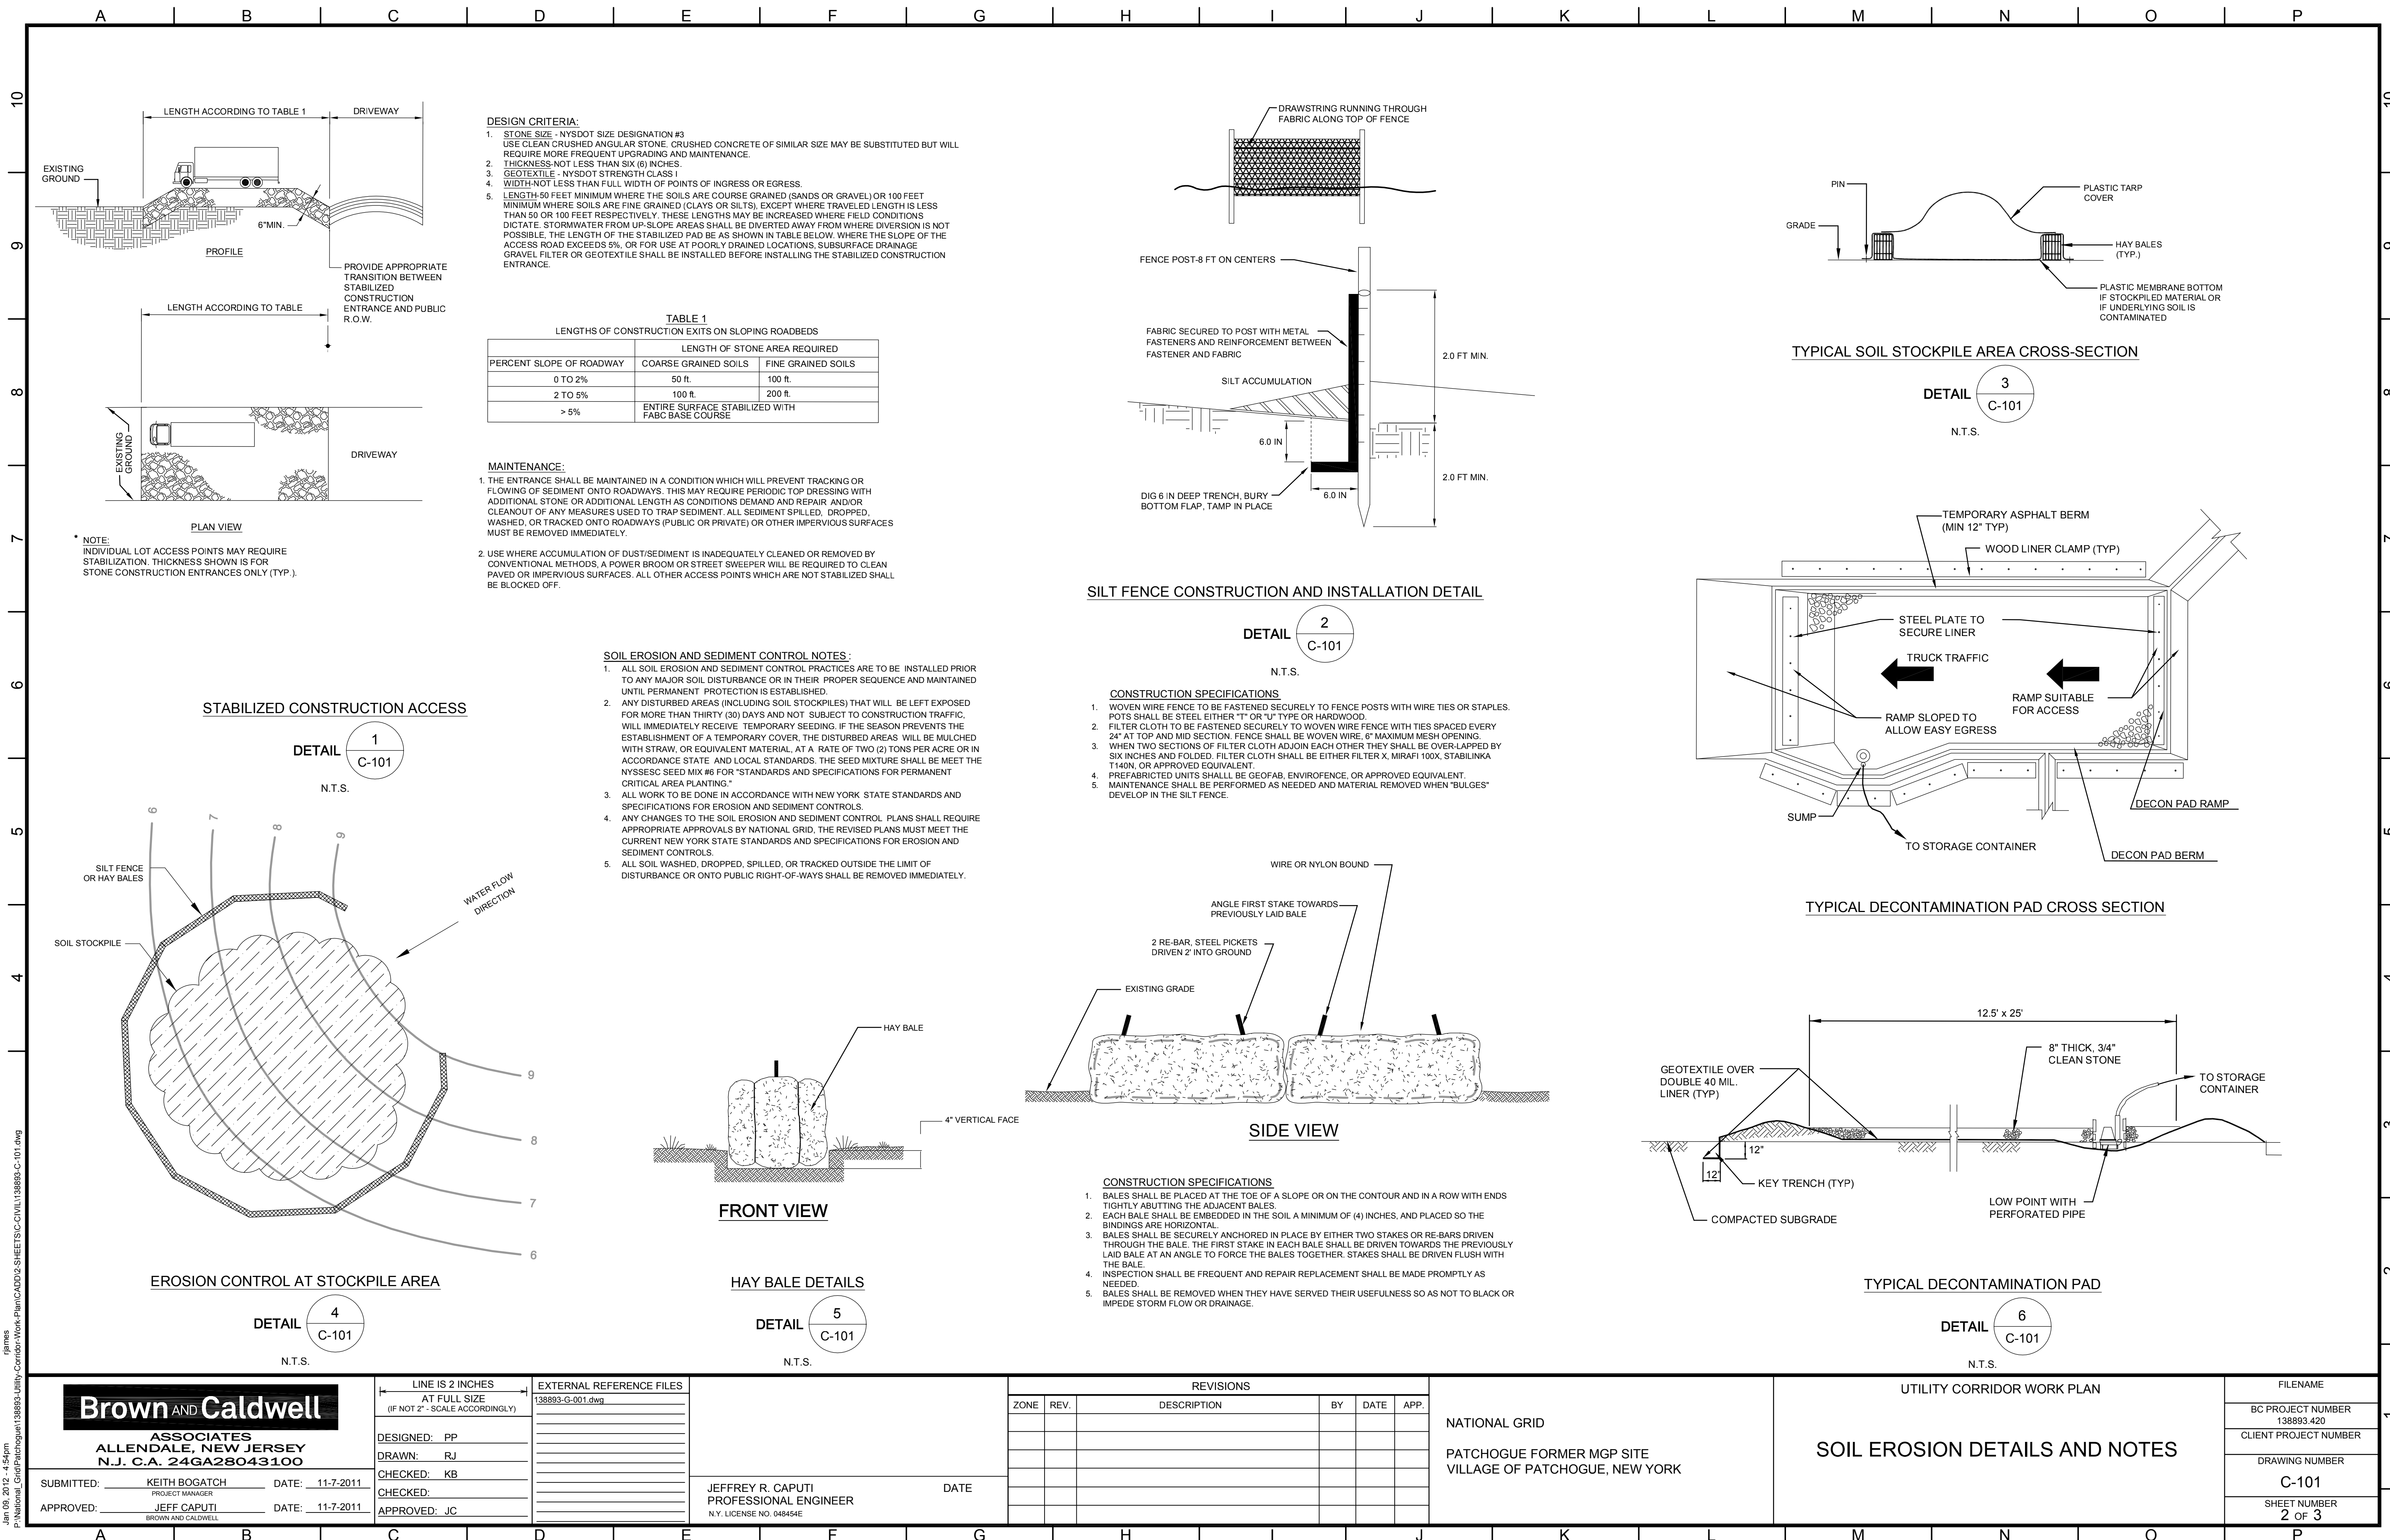 A B C D E F G H I J K L M N O P
10
9
8
7
6
5
4
3
2
1
LENGTH ACCORDING TO TABLE 1
DRIVEWAY
EXISTING
GROUND
6"MIN.
PROFILE
PROVIDE APPROPRIATE
TRANSITION BETWEEN
STABILIZED
CONSTRUCTION
ENTRANCE AND PUBLIC
R.O.W.
LENGTH ACCORDING TO TABLE
EXISTING
GROUND
DRIVEWAY
PLAN VIEW
* NOTE:
INDIVIDUAL LOT ACCESS POINTS MAY REQUIRE
STABILIZATION. THICKNESS SHOWN IS FOR
STONE CONSTRUCTION ENTRANCES ONLY (TYP.).
STABILIZED CONSTRUCTION ACCESS
DETAIL 1
C-101
N.T.S.
DESIGN CRITERIA:
1. STONE SIZE - NYSDOT SIZE DESIGNATION #3
USE CLEAN CRUSHED ANGULAR STONE. CRUSHED CONCRETE OF SIMILAR SIZE MAY BE SUBSTITUTED BUT WILL
REQUIRE MORE FREQUENT UPGRADING AND MAINTENANCE.
2. THICKNESS-NOT LESS THAN SIX (6) INCHES.
3. GEOTEXTILE - NYSDOT STRENGTH CLASS I
4. WIDTH-NOT LESS THAN FULL WIDTH OF POINTS OF INGRESS OR EGRESS.
5. LENGTH-50 FEET MINIMUM WHERE THE SOILS ARE COURSE GRAINED (SANDS OR GRAVEL) OR 100 FEET
MINIMUM WHERE SOILS ARE FINE GRAINED (CLAYS OR SILTS), EXCEPT WHERE TRAVELED LENGTH IS LESS
THAN 50 OR 100 FEET RESPECTIVELY. THESE LENGTHS MAY BE INCREASED WHERE FIELD CONDITIONS
DICTATE. STORMWATER FROM UP-SLOPE AREAS SHALL BE DIVERTED AWAY FROM WHERE DIVERSION IS NOT
POSSIBLE, THE LENGTH OF THE STABILIZED PAD BE AS SHOWN IN TABLE BELOW. WHERE THE SLOPE OF THE
ACCESS ROAD EXCEEDS 5%, OR FOR USE AT POORLY DRAINED LOCATIONS, SUBSURFACE DRAINAGE
GRAVEL FILTER OR GEOTEXTILE SHALL BE INSTALLED BEFORE INSTALLING THE STABILIZED CONSTRUCTION
ENTRANCE.
TABLE 1
LENGTHS OF CONSTRUCTION EXITS ON SLOPING ROADBEDS
LENGTH OF STONE AREA REQUIRED
PERCENT SLOPE OF ROADWAY COARSE GRAINED SOILS FINE GRAINED SOILS
0 TO 2% 50 ft. 100 ft.
2 TO 5% 100 ft. 200 ft.
> 5% ENTIRE SURFACE STABILIZED WITH
FABC BASE COURSE
MAINTENANCE:
1. THE ENTRANCE SHALL BE MAINTAINED IN A CONDITION WHICH WILL PREVENT TRACKING OR
FLOWING OF SEDIMENT ONTO ROADWAYS. THIS MAY REQUIRE PERIODIC TOP DRESSING WITH
ADDITIONAL STONE OR ADDITIONAL LENGTH AS CONDITIONS DEMAND AND REPAIR AND/OR
CLEANOUT OF ANY MEASURES USED TO TRAP SEDIMENT. ALL SEDIMENT SPILLED, DROPPED,
WASHED, OR TRACKED ONTO ROADWAYS (PUBLIC OR PRIVATE) OR OTHER IMPERVIOUS SURFACES
MUST BE REMOVED IMMEDIATELY.
2. USE WHERE ACCUMULATION OF DUST/SEDIMENT IS INADEQUATELY CLEANED OR REMOVED BY
CONVENTIONAL METHODS, A POWER BROOM OR STREET SWEEPER WILL BE REQUIRED TO CLEAN
PAVED OR IMPERVIOUS SURFACES. ALL OTHER ACCESS POINTS WHICH ARE NOT STABILIZED SHALL
BE BLOCKED OFF.
SOIL EROSION AND SEDIMENT CONTROL NOTES :
1. ALL SOIL EROSION AND SEDIMENT CONTROL PRACTICES ARE TO BE INSTALLED PRIOR
TO ANY MAJOR SOIL DISTURBANCE OR IN THEIR PROPER SEQUENCE AND MAINTAINED
UNTIL PERMANENT PROTECTION IS ESTABLISHED.
2. ANY DISTURBED AREAS (INCLUDING SOIL STOCKPILES) THAT WILL BE LEFT EXPOSED
FOR MORE THAN THIRTY (30) DAYS AND NOT SUBJECT TO CONSTRUCTION TRAFFIC,
WILL IMMEDIATELY RECEIVE TEMPORARY SEEDING. IF THE SEASON PREVENTS THE
ESTABLISHMENT OF A TEMPORARY COVER, THE DISTURBED AREAS WILL BE MULCHED
WITH STRAW, OR EQUIVALENT MATERIAL, AT A RATE OF TWO (2) TONS PER ACRE OR IN
ACCORDANCE STATE AND LOCAL STANDARDS. THE SEED MIXTURE SHALL BE MEET THE
NYSSESC SEED MIX #6 FOR "STANDARDS AND SPECIFICATIONS FOR PERMANENT
CRITICAL AREA PLANTING."
3. ALL WORK TO BE DONE IN ACCORDANCE WITH NEW YORK STATE STANDARDS AND
SPECIFICATIONS FOR EROSION AND SEDIMENT CONTROLS.
4. ANY CHANGES TO THE SOIL EROSION AND SEDIMENT CONTROL PLANS SHALL REQUIRE
APPROPRIATE APPROVALS BY NATIONAL GRID, THE REVISED PLANS MUST MEET THE
CURRENT NEW YORK STATE STANDARDS AND SPECIFICATIONS FOR EROSION AND
SEDIMENT CONTROLS.
5. ALL SOIL WASHED, DROPPED, SPILLED, OR TRACKED OUTSIDE THE LIMIT OF
DISTURBANCE OR ONTO PUBLIC RIGHT-OF-WAYS SHALL BE REMOVED IMMEDIATELY.
DRAWSTRING RUNNING THROUGH
FABRIC ALONG TOP OF FENCE
FENCE POST-8 FT ON CENTERS
FABRIC SECURED TO POST WITH METAL
FASTENERS AND REINFORCEMENT BETWEEN
FASTENER AND FABRIC
SILT ACCUMULATION
2.0 FT MIN.
6.0 IN
2.0 FT MIN.
6.0 IN
DIG 6 IN DEEP TRENCH, BURY
BOTTOM FLAP, TAMP IN PLACE
SILT FENCE CONSTRUCTION AND INSTALLATION DETAIL
DETAIL 2
C-101
N.T.S.
CONSTRUCTION SPECIFICATIONS
1. WOVEN WIRE FENCE TO BE FASTENED SECURELY TO FENCE POSTS WITH WIRE TIES OR STAPLES.
POTS SHALL BE STEEL EITHER "T" OR "U" TYPE OR HARDWOOD.
2. FILTER CLOTH TO BE FASTENED SECURELY TO WOVEN WIRE FENCE WITH TIES SPACED EVERY
24" AT TOP AND MID SECTION. FENCE SHALL BE WOVEN WIRE, 6" MAXIMUM MESH OPENING.
3. WHEN TWO SECTIONS OF FILTER CLOTH ADJOIN EACH OTHER THEY SHALL BE OVER-LAPPED BY
SIX INCHES AND FOLDED. FILTER CLOTH SHALL BE EITHER FILTER X, MIRAFI 100X, STABILINKA
T140N, OR APPROVED EQUIVALENT.
4. PREFABRICTED UNITS SHALLL BE GEOFAB, ENVIROFENCE, OR APPROVED EQUIVALENT.
5. MAINTENANCE SHALL BE PERFORMED AS NEEDED AND MATERIAL REMOVED WHEN "BULGES"
DEVELOP IN THE SILT FENCE.
PIN
PLASTIC TARP
COVER
GRADE
HAY BALES
(TYP.)
PLASTIC MEMBRANE BOTTOM
IF STOCKPILED MATERIAL OR
IF UNDERLYING SOIL IS
CONTAMINATED
TYPICAL SOIL STOCKPILE AREA CROSS-SECTION
DETAIL 3
C-101
N.T.S.
TEMPORARY ASPHALT BERM
(MIN 12" TYP)
WOOD LINER CLAMP (TYP)
STEEL PLATE TO
SECURE LINER
TRUCK TRAFFIC
RAMP SUITABLE
FOR ACCESS
RAMP SLOPED TO
ALLOW EASY EGRESS
DECON PAD RAMP
SUMP
TO STORAGE CONTAINER
DECON PAD BERM
TYPICAL DECONTAMINATION PAD CROSS SECTION
6 7 8 9
SILT FENCE
OR HAY BALES
WATER FLOW
DIRECTION
SOIL STOCKPILE
9
8
7
6
EROSION CONTROL AT STOCKPILE AREA
DETAIL 4
C-101
N.T.S.
HAY BALE
4" VERTICAL FACE
FRONT VIEW
HAY BALE DETAILS
DETAIL 5
C-101
N.T.S.
WIRE OR NYLON BOUND
ANGLE FIRST STAKE TOWARDS
PREVIOUSLY LAID BALE
2 RE-BAR, STEEL PICKETS
DRIVEN 2' INTO GROUND
EXISTING GRADE
SIDE VIEW
CONSTRUCTION SPECIFICATIONS
1. BALES SHALL BE PLACED AT THE TOE OF A SLOPE OR ON THE CONTOUR AND IN A ROW WITH ENDS
TIGHTLY ABUTTING THE ADJACENT BALES.
2. EACH BALE SHALL BE EMBEDDED IN THE SOIL A MINIMUM OF (4) INCHES, AND PLACED SO THE
BINDINGS ARE HORIZONTAL.
3. BALES SHALL BE SECURELY ANCHORED IN PLACE BY EITHER TWO STAKES OR RE-BARS DRIVEN
THROUGH THE BALE. THE FIRST STAKE IN EACH BALE SHALL BE DRIVEN TOWARDS THE PREVIOUSLY
LAID BALE AT AN ANGLE TO FORCE THE BALES TOGETHER. STAKES SHALL BE DRIVEN FLUSH WITH
THE BALE.
4. INSPECTION SHALL BE FREQUENT AND REPAIR REPLACEMENT SHALL BE MADE PROMPTLY AS
NEEDED.
5. BALES SHALL BE REMOVED WHEN THEY HAVE SERVED THEIR USEFULNESS SO AS NOT TO BLACK OR
IMPEDE STORM FLOW OR DRAINAGE.
12.5' x 25'
8" THICK, 3/4"
CLEAN STONE
GEOTEXTILE OVER
DOUBLE 40 MIL.
LINER (TYP)
TO STORAGE
CONTAINER
12"
12"
KEY TRENCH (TYP)
LOW POINT WITH
PERFORATED PIPE
COMPACTED SUBGRADE
TYPICAL DECONTAMINATION PAD
DETAIL 6
C-101
N.T.S.
Jan 09, 2012 - 4:54pm rjames
P:\National_Grid\Patchogue\138893-Utility-Corridor-Work-Plan\CADD\2-SHEETS\C-CIVIL\138893-C-101.dwg
Brown AND Caldwell
ASSOCIATES
ALLENDALE, NEW JERSEY
N.J. C.A. 24GA28043100
SUBMITTED: KEITH BOGATCH DATE: 11-7-2011
PROJECT MANAGER
APPROVED: JEFF CAPUTI DATE: 11-7-2011
BROWN AND CALDWELL
LINE IS 2 INCHES
AT FULL SIZE
(IF NOT 2" - SCALE ACCORDINGLY)
DESIGNED: PP
DRAWN: RJ
CHECKED: KB
CHECKED:
APPROVED: JC
EXTERNAL REFERENCE FILES
138893-G-001.dwg
JEFFREY R. CAPUTI DATE
PROFESSIONAL ENGINEER
N.Y. LICENSE NO. 048454E
REVISIONS
ZONE REV. DESCRIPTION BY DATE APP.
NATIONAL GRID
PATCHOGUE FORMER MGP SITE
VILLAGE OF PATCHOGUE, NEW YORK
UTILITY CORRIDOR WORK PLAN
SOIL EROSION DETAILS AND NOTES
FILENAME
BC PROJECT NUMBER
138893.420
CLIENT PROJECT NUMBER
DRAWING NUMBER
C-101
SHEET NUMBER
2 OF 3
A B C D E F G H I J K L M N O P